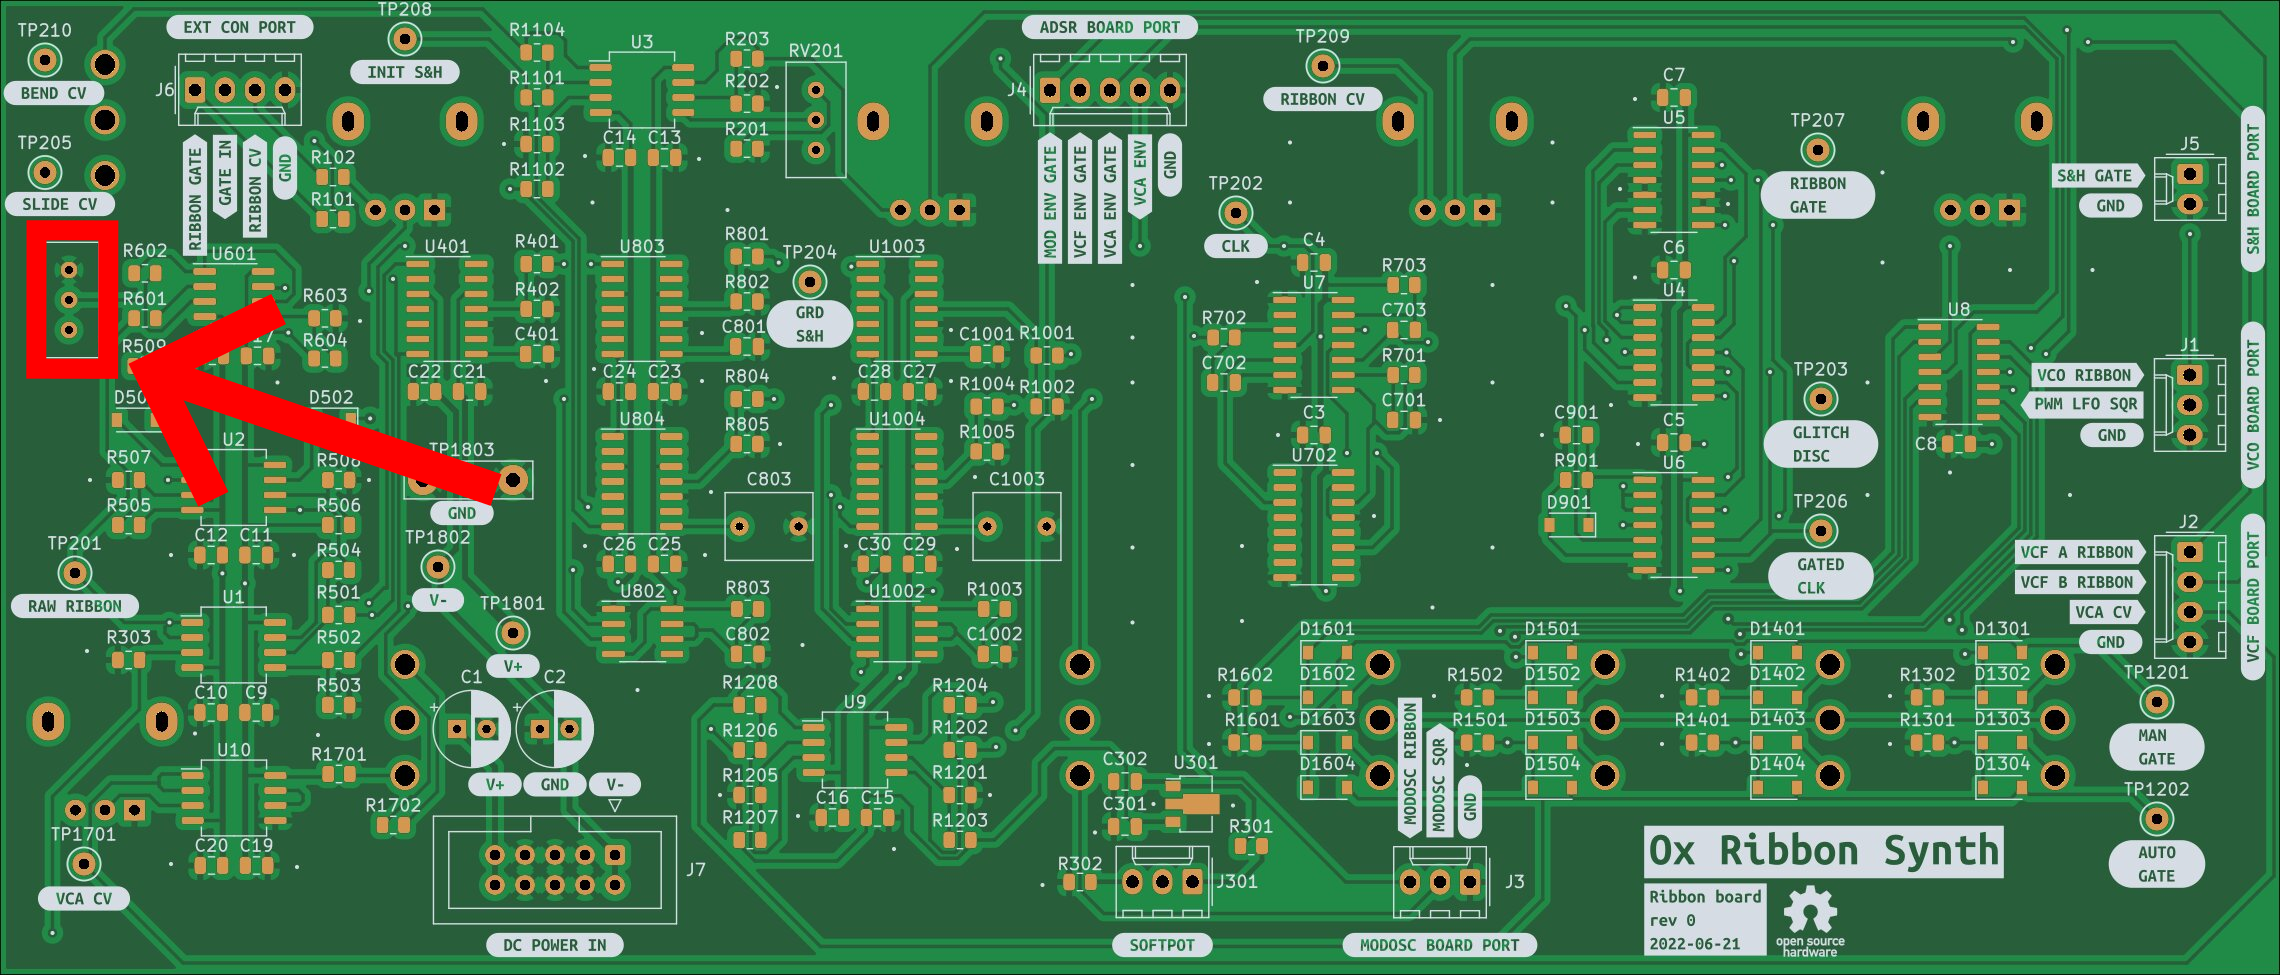 TP210
BEND CV
TP205
SLIDE CV
EXT CON PORT
J6
RIBBON GATE
GATE IN
RIBBON CV
GND
TP208
INIT S&H
R102
R101
R1104
R1101
R1103
R1102
U3
C14
C13
R203
R202
R201
RV201
ADSR BOARD PORT
J4
MOD ENV GATE
VCF ENV GATE
VCA ENV GATE
VCA ENV
GND
TP209
RIBBON CV
TP202
CLK
C7
U5
C6
U4
C5
U6
TP207
RIBBON
GATE
J5
S&H GATE
GND
S&H BOARD PORT
R602
R601
U601
R603
R604
R509
U401
R401
R402
C401
C22
C21
U803
C24
C23
R801
R802
C801
TP204
GRD
S&H
U1003
C28
C27
C1001
R1001
R1004
R1002
R1005
C4
U7
R703
C703
R701
C701
R702
C702
C3
U702
C901
R901
D901
TP203
GLITCH
DISC
TP206
GATED
CLK
U8
C8
J1
VCO RIBBON
PWM LFO SQR
GND
VCO BOARD PORT
D502
U2
R507
R505
R506
R504
C12
C11
TP1803
GND
TP1802
V-
TP1801
V+
U804
R804
R805
C803
C26
C25
U802
R803
C802
U1004
C1003
C30
C29
U1002
R1003
C1002
J2
VCF A RIBBON
VCF B RIBBON
VCA CV
GND
VCF BOARD PORT
TP201
RAW RIBBON
U1
R303
R501
R502
R503
C10
C9
U10
R1701
R1702
C20
C19
TP1701
VCA CV
C1
C2
+
+
V+
GND
V-
J7
DC POWER IN
R1208
R1206
R1205
R1207
U9
C16
C15
R1204
R1202
R1201
R1203
C302
C301
U301
R301
R302
J301
SOFTPOT
R1602
R1601
D1601
D1602
D1603
D1604
MODOSC RIBBON
MODOSC SQR
GND
J3
MODOSC BOARD PORT
R1502
R1501
D1501
D1502
D1503
D1504
R1402
R1401
D1401
D1402
D1403
D1404
R1302
R1301
D1301
D1302
D1303
D1304
TP1201
MAN
GATE
TP1202
AUTO
GATE
Ox Ribbon Synth
Ribbon board
rev 0
2022-06-21
open source
hardware